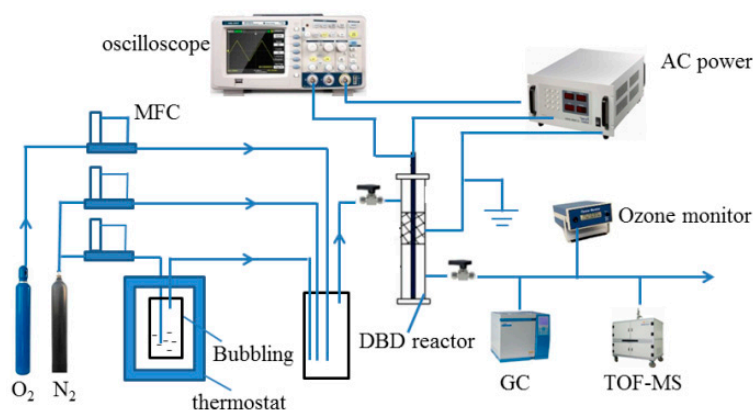 oscilloscope
AC power
MFC
Ozone monitor
Bubbling
DBD reactor
O₂
N₂
thermostat
GC
TOF-MS